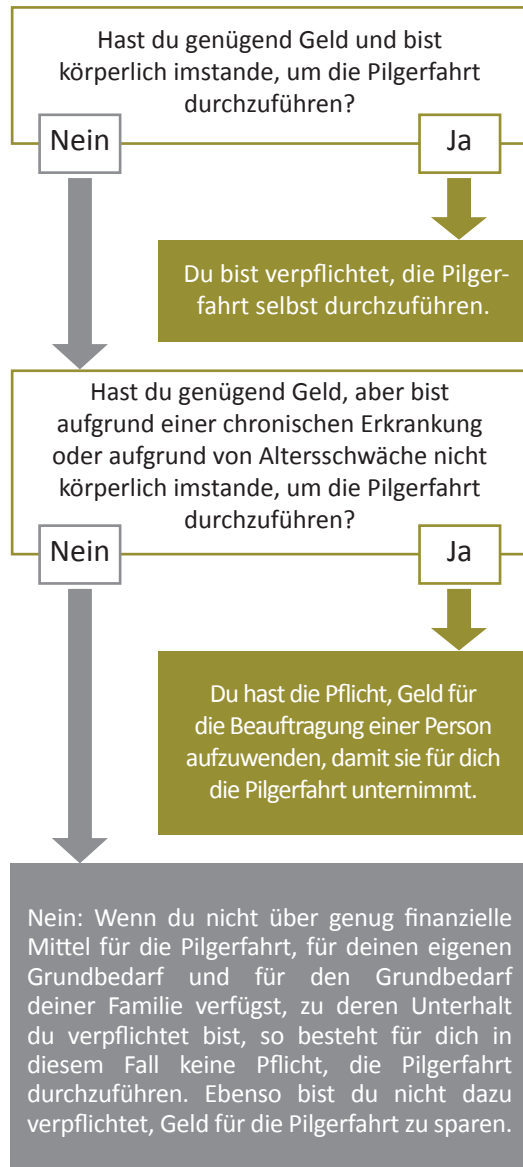 Hast du genügend Geld und bist
körperlich imstande, um die Pilgerfahrt
durchzuführen?
Nein
Ja
Du bist verpflichtet, die Pilger-
fahrt selbst durchzuführen.
Hast du genügend Geld, aber bist
aufgrund einer chronischen Erkrankung
oder aufgrund von Altersschwäche nicht
körperlich imstande, um die Pilgerfahrt
durchzuführen?
Nein
Ja
Du hast die Pflicht, Geld für
die Beauftragung einer Person
aufzuwenden, damit sie für dich
die Pilgerfahrt unternimmt.
Nein: Wenn du nicht über genug finanzielle
Mittel für die Pilgerfahrt, für deinen eigenen
Grundbedarf und für den Grundbedarf
deiner Familie verfügst, zu deren Unterhalt
du verpflichtet bist, so besteht für dich in
diesem Fall keine Pflicht, die Pilgerfahrt
durchzuführen. Ebenso bist du nicht dazu
verpflichtet, Geld für die Pilgerfahrt zu sparen.